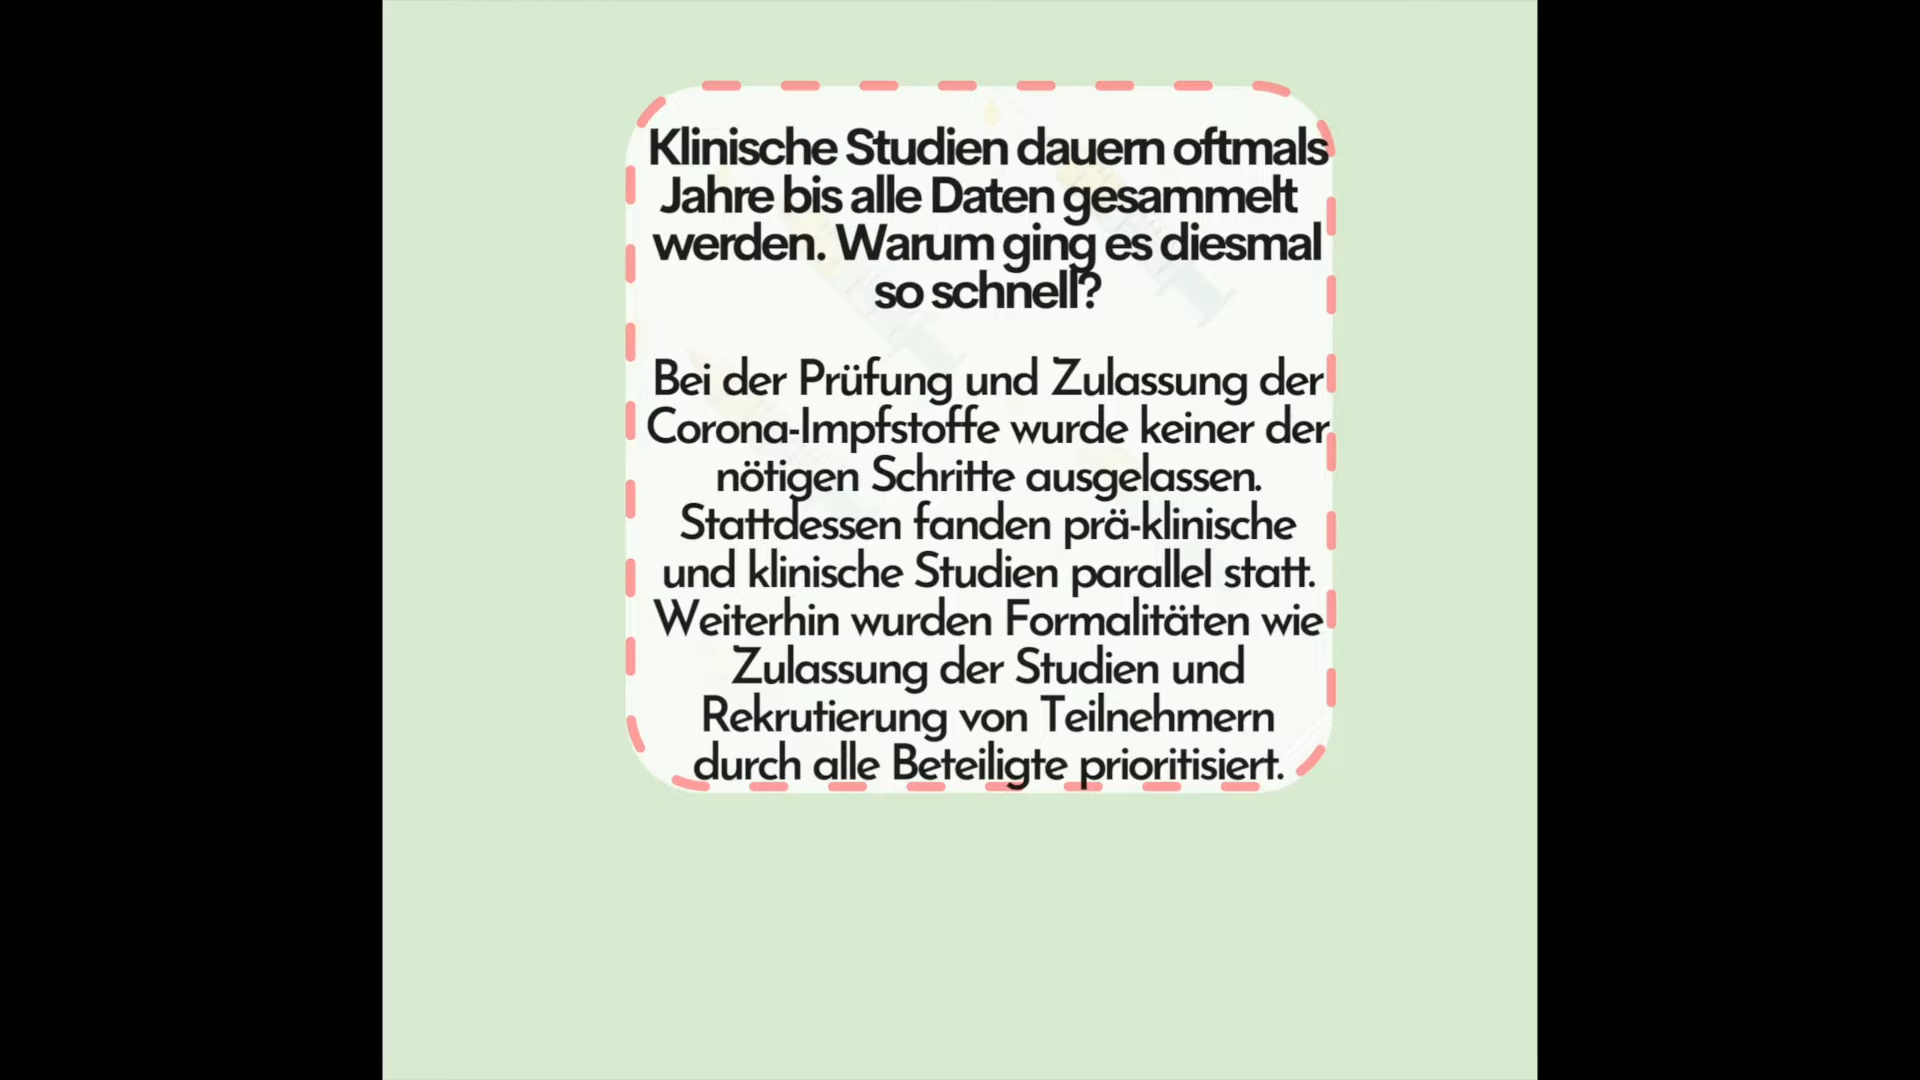 Klinische Studien dauern oftmals
Jahre bis alle Daten gesammelt
werden. Warum ging es diesmal
so schnell?
Bei der Prüfung und Zulassung der
Corona-Impfstoffe wurde keiner der
nötigen Schritte ausgelassen.
Stattdessen fanden prä-klinische
und klinische Studien parallel statt.
Weiterhin wurden Formalitäten wie
Zulassung der Studien und
Rekrutierung von Teilnehmern
durch alle Beteiligte prioritisiert.